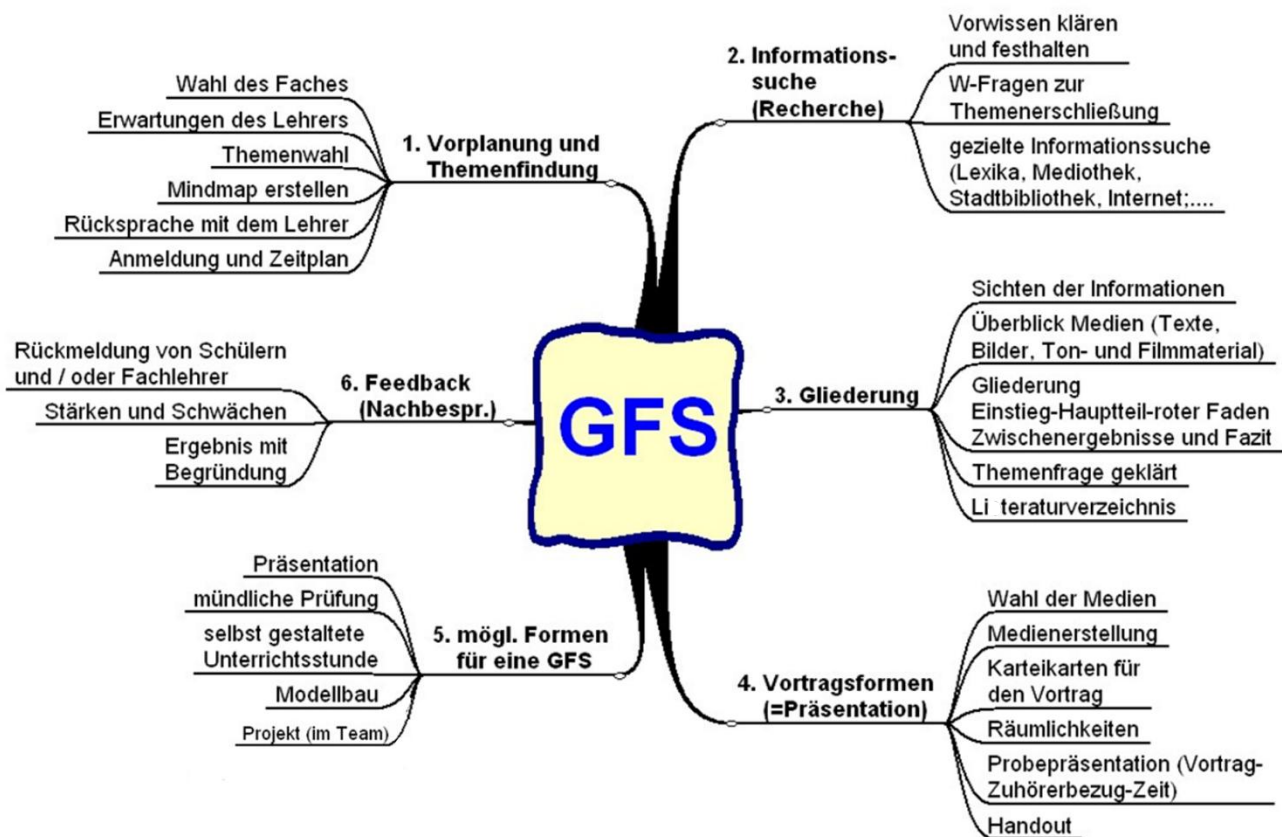 GFS
1. Vorplanung und
Themenfindung
Wahl des Faches
Erwartungen des Lehrers
Themenwahl
Mindmap erstellen
Rücksprache mit dem Lehrer
Anmeldung und Zeitplan
2. Informations-
suche
(Recherche)
Vorwissen klären
und festhalten
W-Fragen zur
Themenerschließung
gezielte Informationssuche
(Lexika, Mediothek,
Stadtbibliothek, Internet;....
3. Gliederung
Sichten der Informationen
Überblick Medien (Texte,
Bilder, Ton- und Filmmaterial)
Gliederung
Einstieg-Hauptteil-roter Faden
Zwischenergebnisse und Fazit
Themenfrage geklärt
Li teraturverzeichnis
4. Vortragsformen
(=Präsentation)
Wahl der Medien
Medienerstellung
Karteikarten für
den Vortrag
Räumlichkeiten
Probepräsentation (Vortrag-
Zuhörerbezug-Zeit)
Handout
5. mögl. Formen
für eine GFS
Präsentation
mündliche Prüfung
selbst gestaltete
Unterrichtsstunde
Modellbau
Projekt (im Team)
6. Feedback
(Nachbespr.)
Rückmeldung von Schülern
und / oder Fachlehrer
Stärken und Schwächen
Ergebnis mit
Begründung